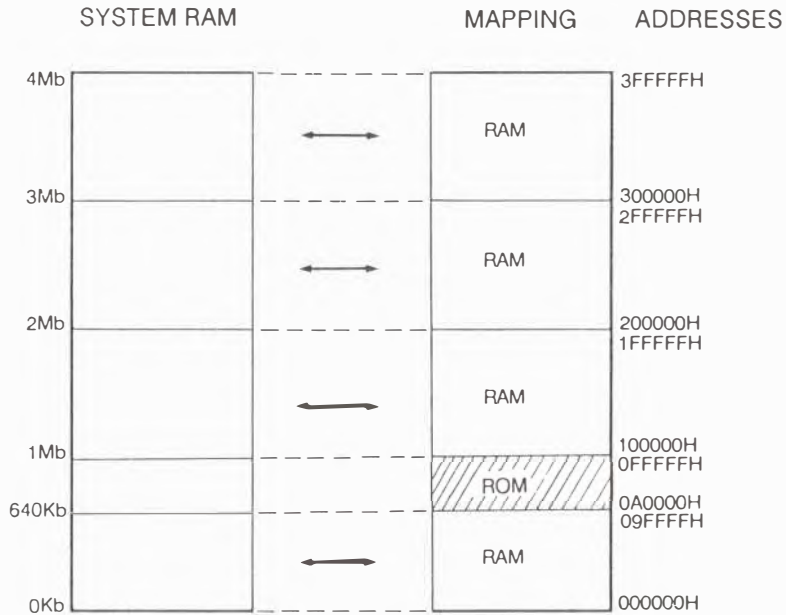 SYSTEM RAM MAPPING ADDRESSES
4Mb 3FFFFFH
RAM
3Mb 300000H
2FFFFFH
RAM
2Mb 200000H
1FFFFFH
RAM
1Mb 100000H
0FFFFFH
ROM
640Kb 0A0000H
09FFFFH
RAM
0Kb 000000H